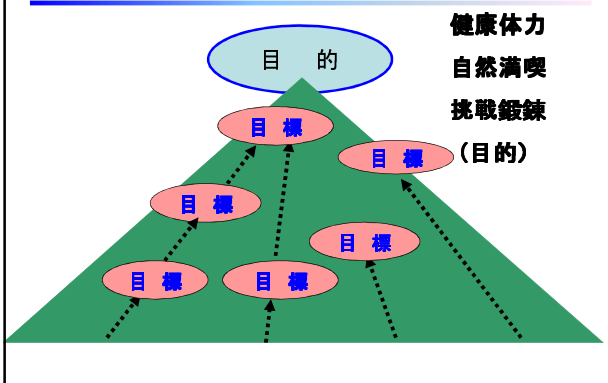 健康体力
自然満喫
挑戦鍛錬
(目的)
目 的
目 標
目 標
目 標
目 標
目 標
目 標